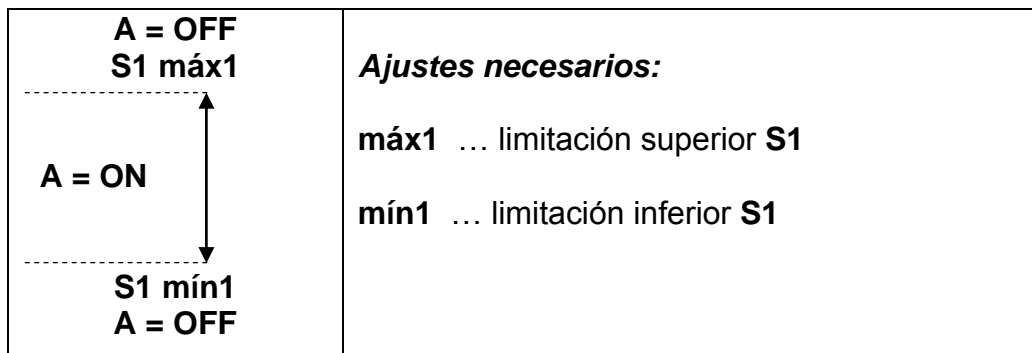 A = OFF
S1 máx1
A = ON
S1 mín1
A = OFF
Ajustes necesarios:
máx1 … limitación superior S1
mín1 … limitación inferior S1